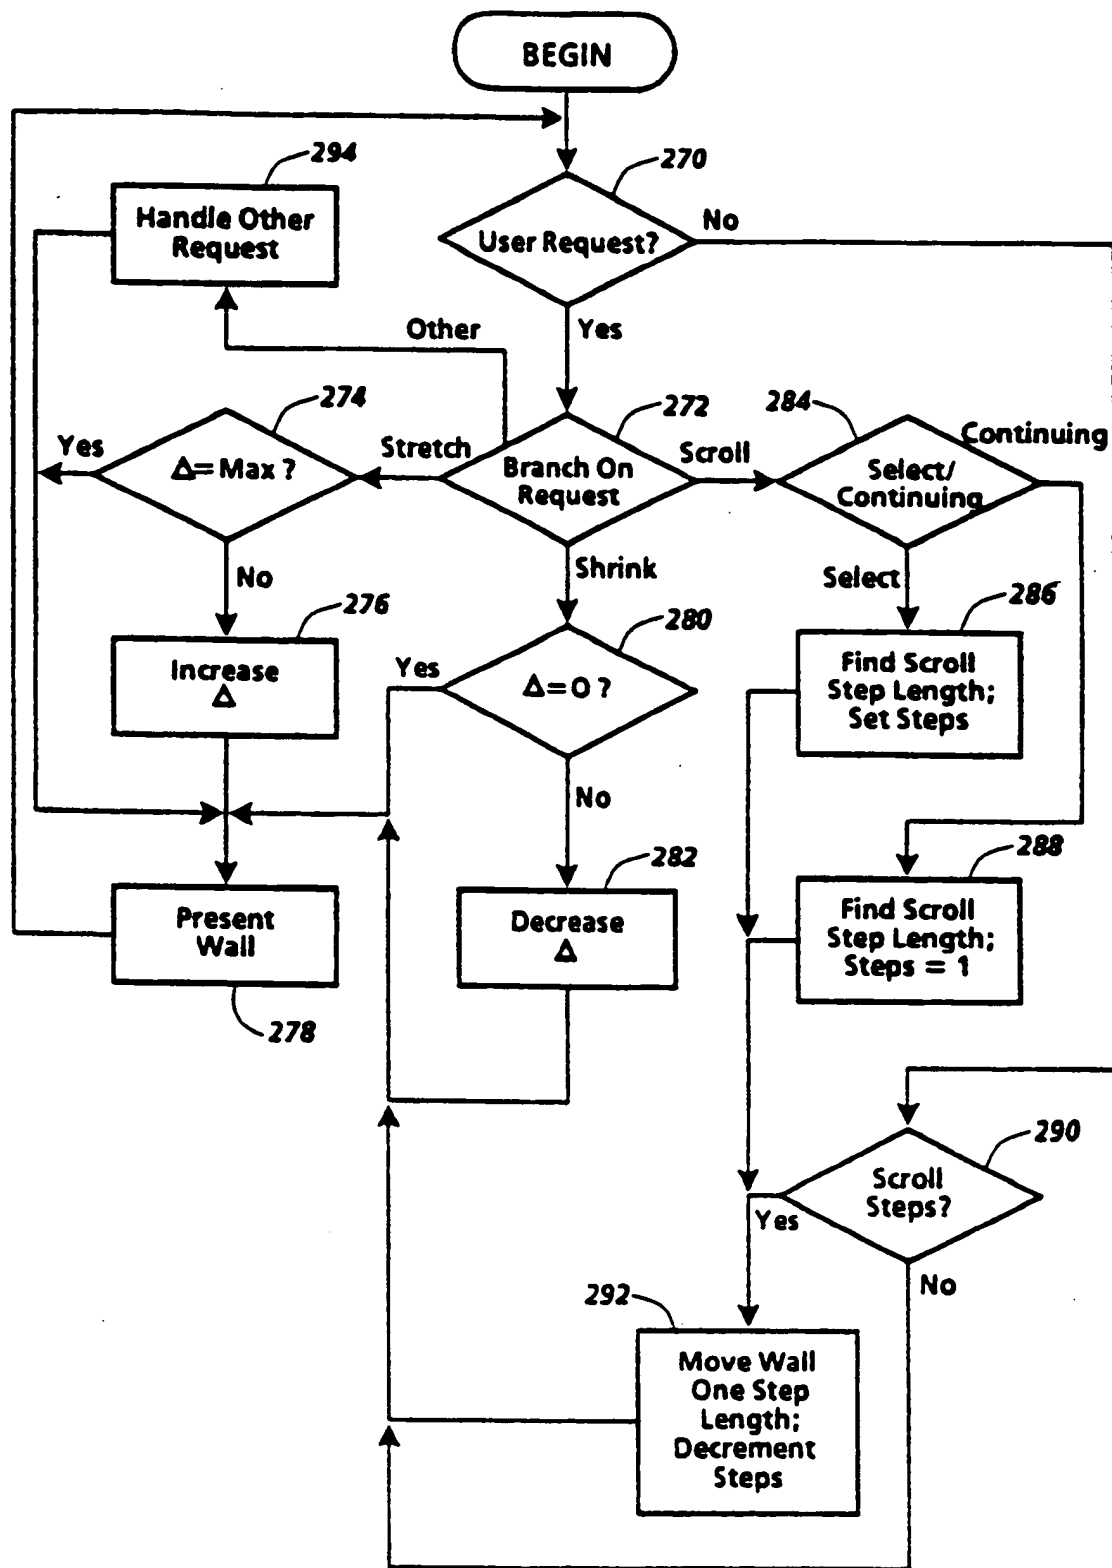 BEGIN
270
User Request?
No
Yes
294
Handle Other
Request
Other
274
Δ= Max ?
Yes
No
Stretch
272
Branch On
Request
Scroll
284
Select/
Continuing
Continuing
Shrink
Select
276
Increase
Δ
280
Δ=0 ?
Yes
No
286
Find Scroll
Step Length;
Set Steps
278
Present
Wall
282
Decrease
Δ
288
Find Scroll
Step Length;
Steps = 1
290
Scroll
Steps?
Yes
No
292
Move Wall
One Step
Length;
Decrement
Steps